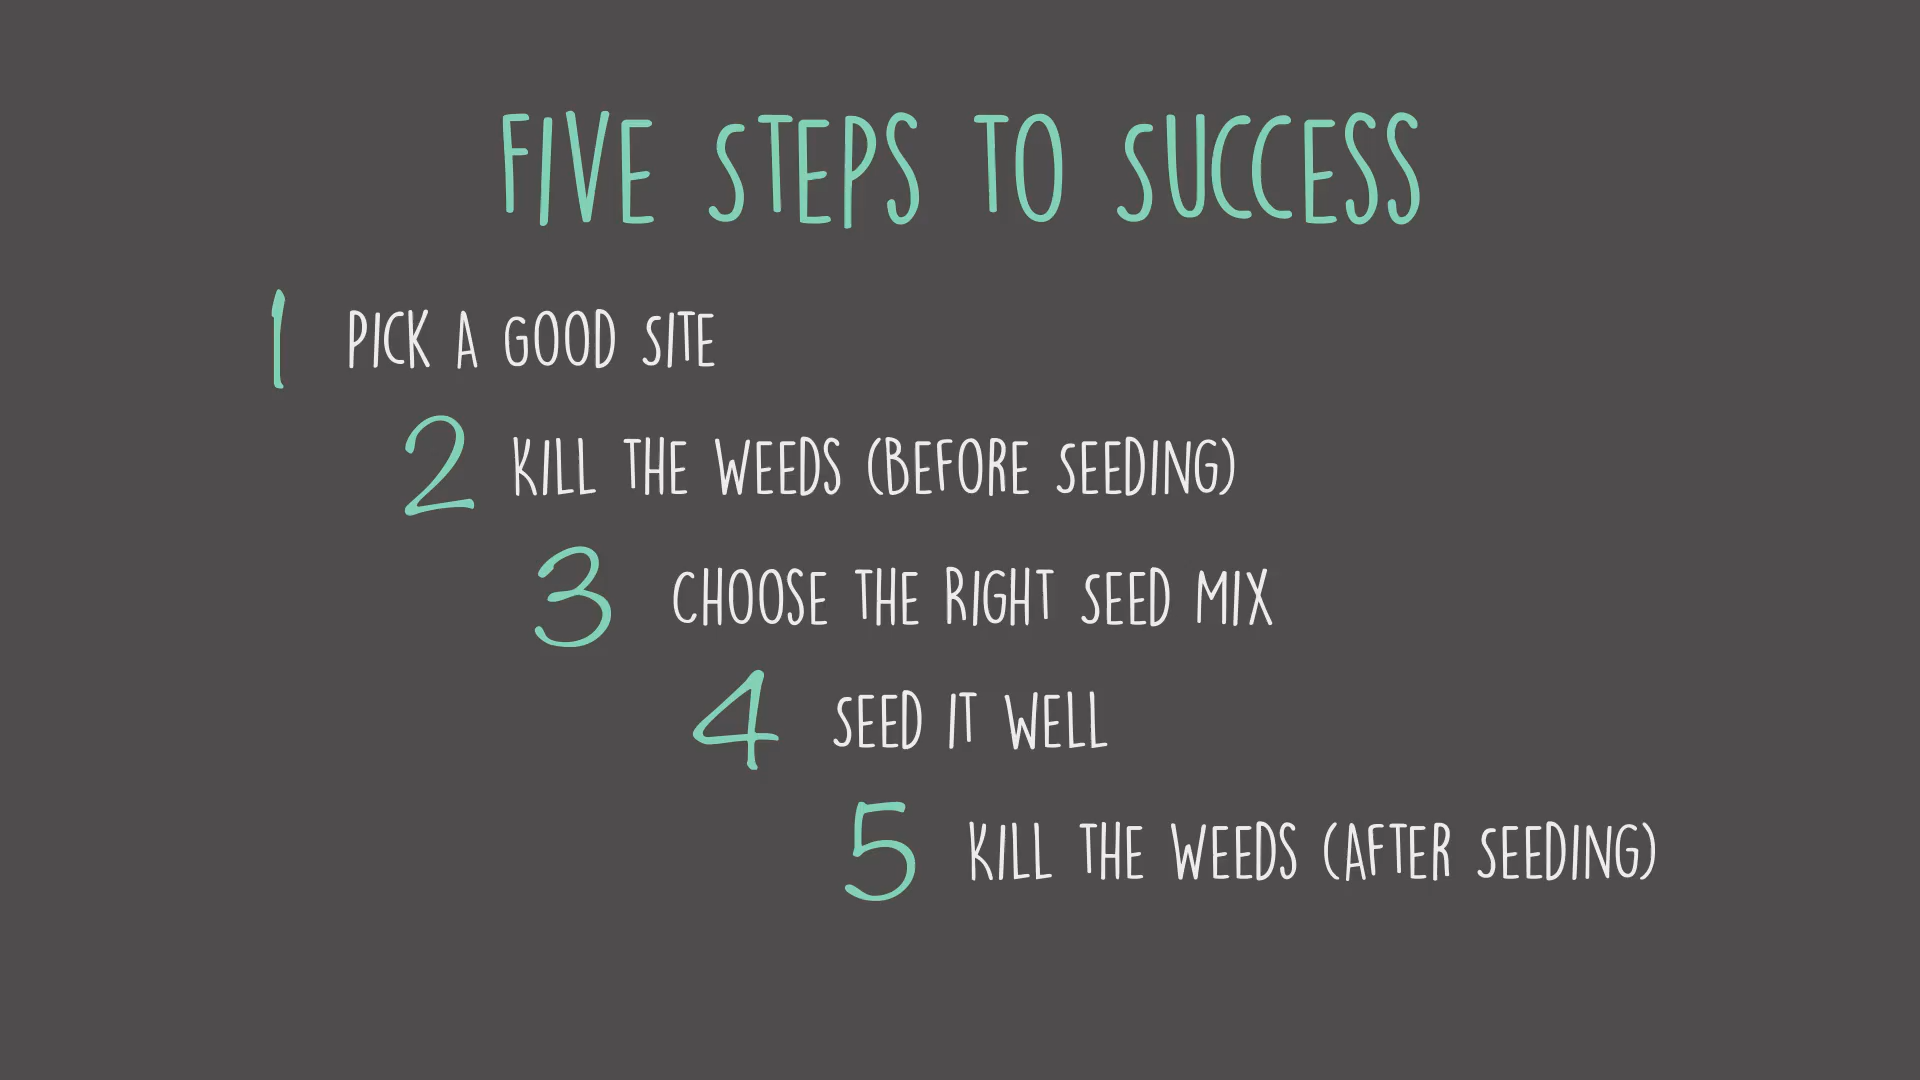 FIVE STEPS TO SUCCESS
1 PICK A GOOD SITE
2 KILL THE WEEDS (BEFORE SEEDING)
3 CHOOSE THE RIGHT SEED MIX
4 SEED IT WELL
5 KILL THE WEEDS (AFTER SEEDING)